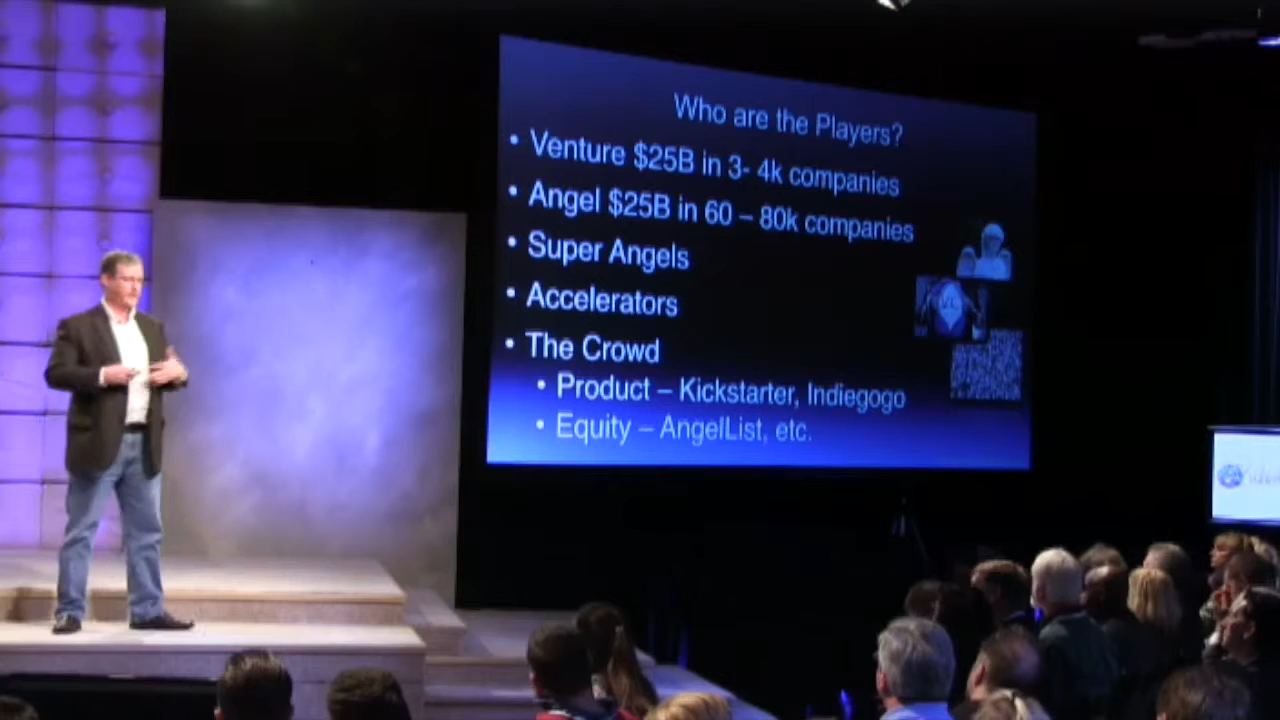 Who are the Players?
• Venture $25B in 3- 4k companies
• Angel $25B in 60 – 80k companies
• Super Angels
• Accelerators
• The Crowd
• Product – Kickstarter, Indiegogo
• Equity – AngelList, etc.